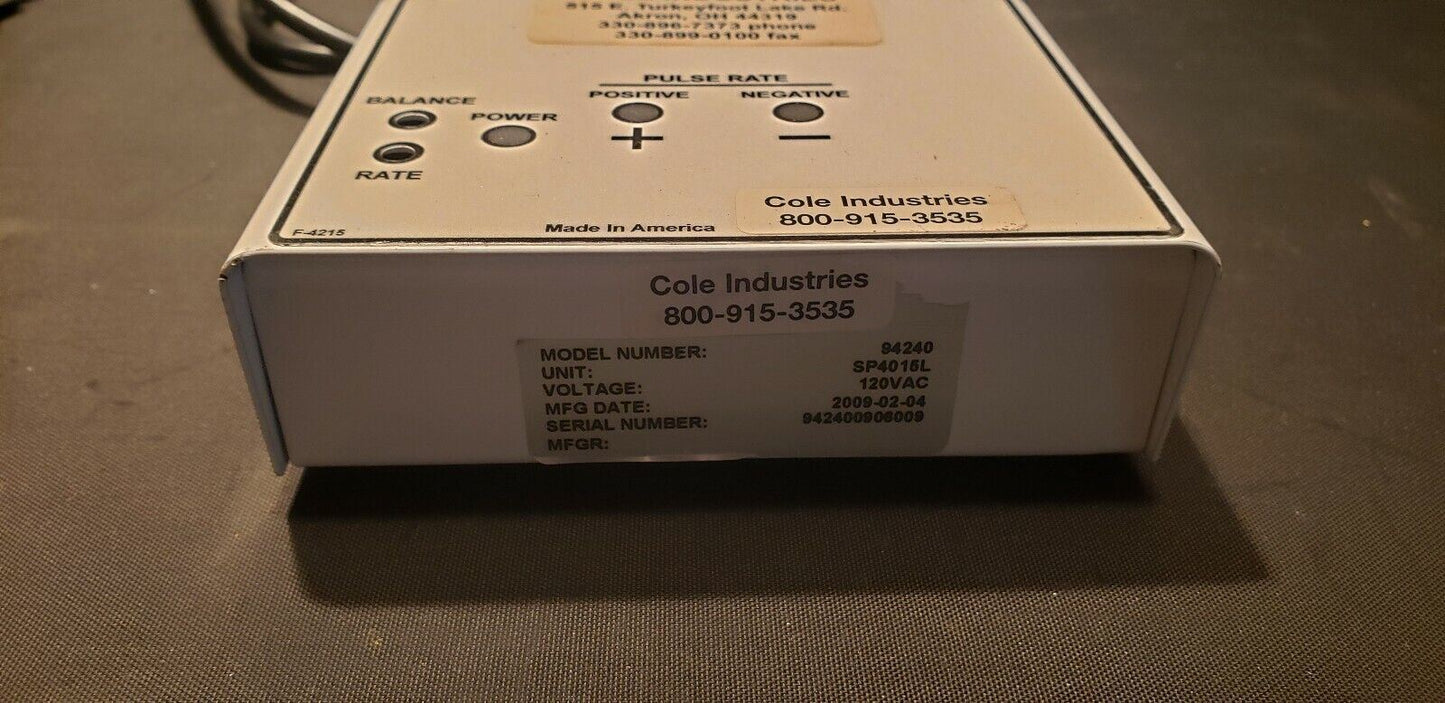 515 E. Turkeyfoot Lake Rd.
Akron, OH 44319
330-896-7373 phone
330-899-0100 fax
PULSE RATE
POSITIVE
NEGATIVE
BALANCE
POWER
+
−
RATE
Cole Industries
800-915-3535
F-4215
Made In America
Cole Industries
800-915-3535
MODEL NUMBER: 94240
UNIT: SP4015L
VOLTAGE: 120VAC
MFG DATE: 2009-02-04
SERIAL NUMBER: 942400906009
MFGR: